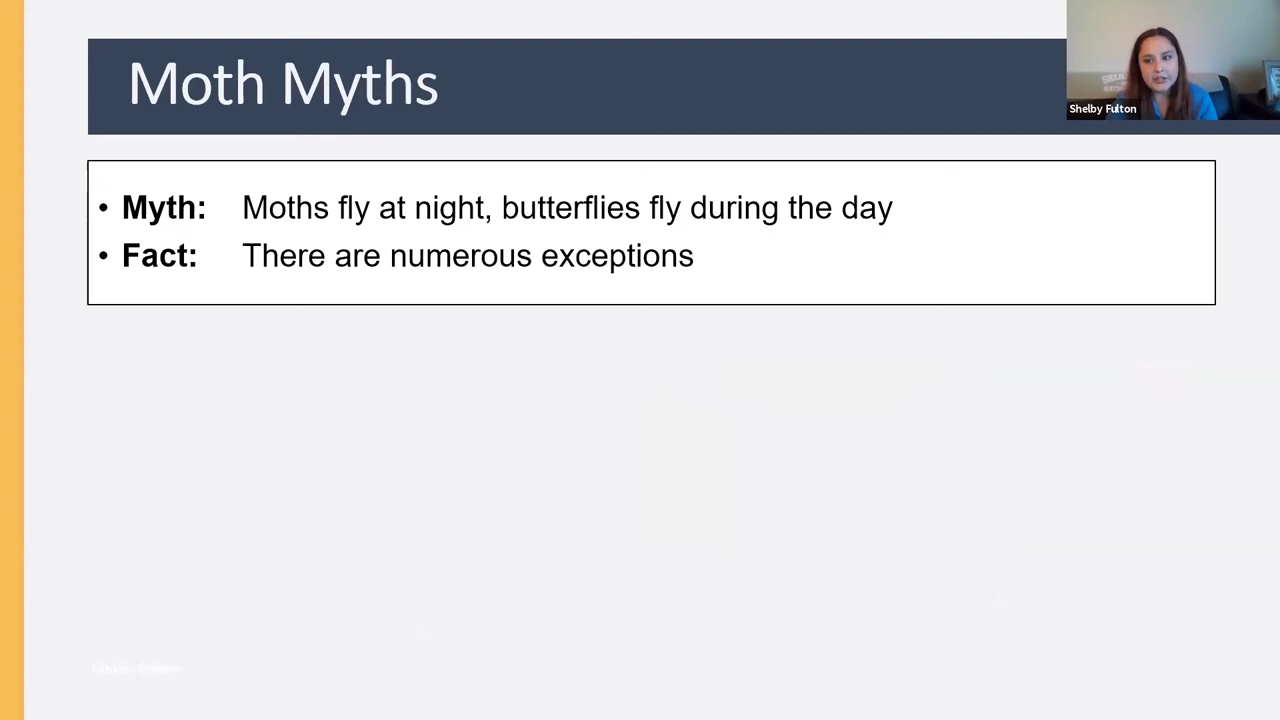 Moth Myths
Shelby Fulton
• Myth: Moths fly at night, butterflies fly during the day
• Fact: There are numerous exceptions